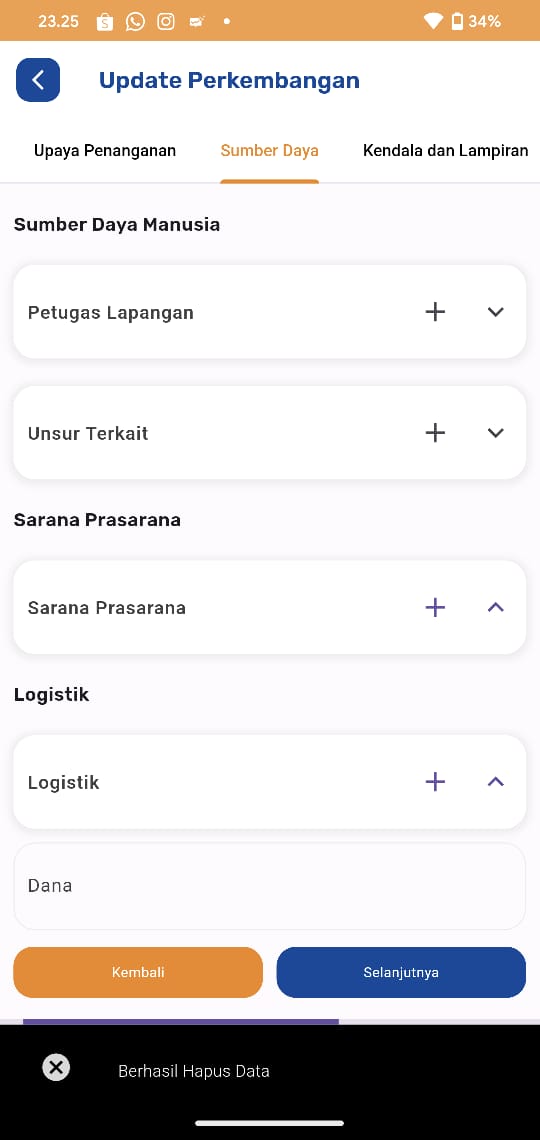 23.25
34%
Update Perkembangan
Upaya Penanganan
Sumber Daya
Kendala dan Lampiran
Sumber Daya Manusia
Petugas Lapangan
Unsur Terkait
Sarana Prasarana
Sarana Prasarana
Logistik
Logistik
Dana
Kembali
Selanjutnya
Berhasil Hapus Data